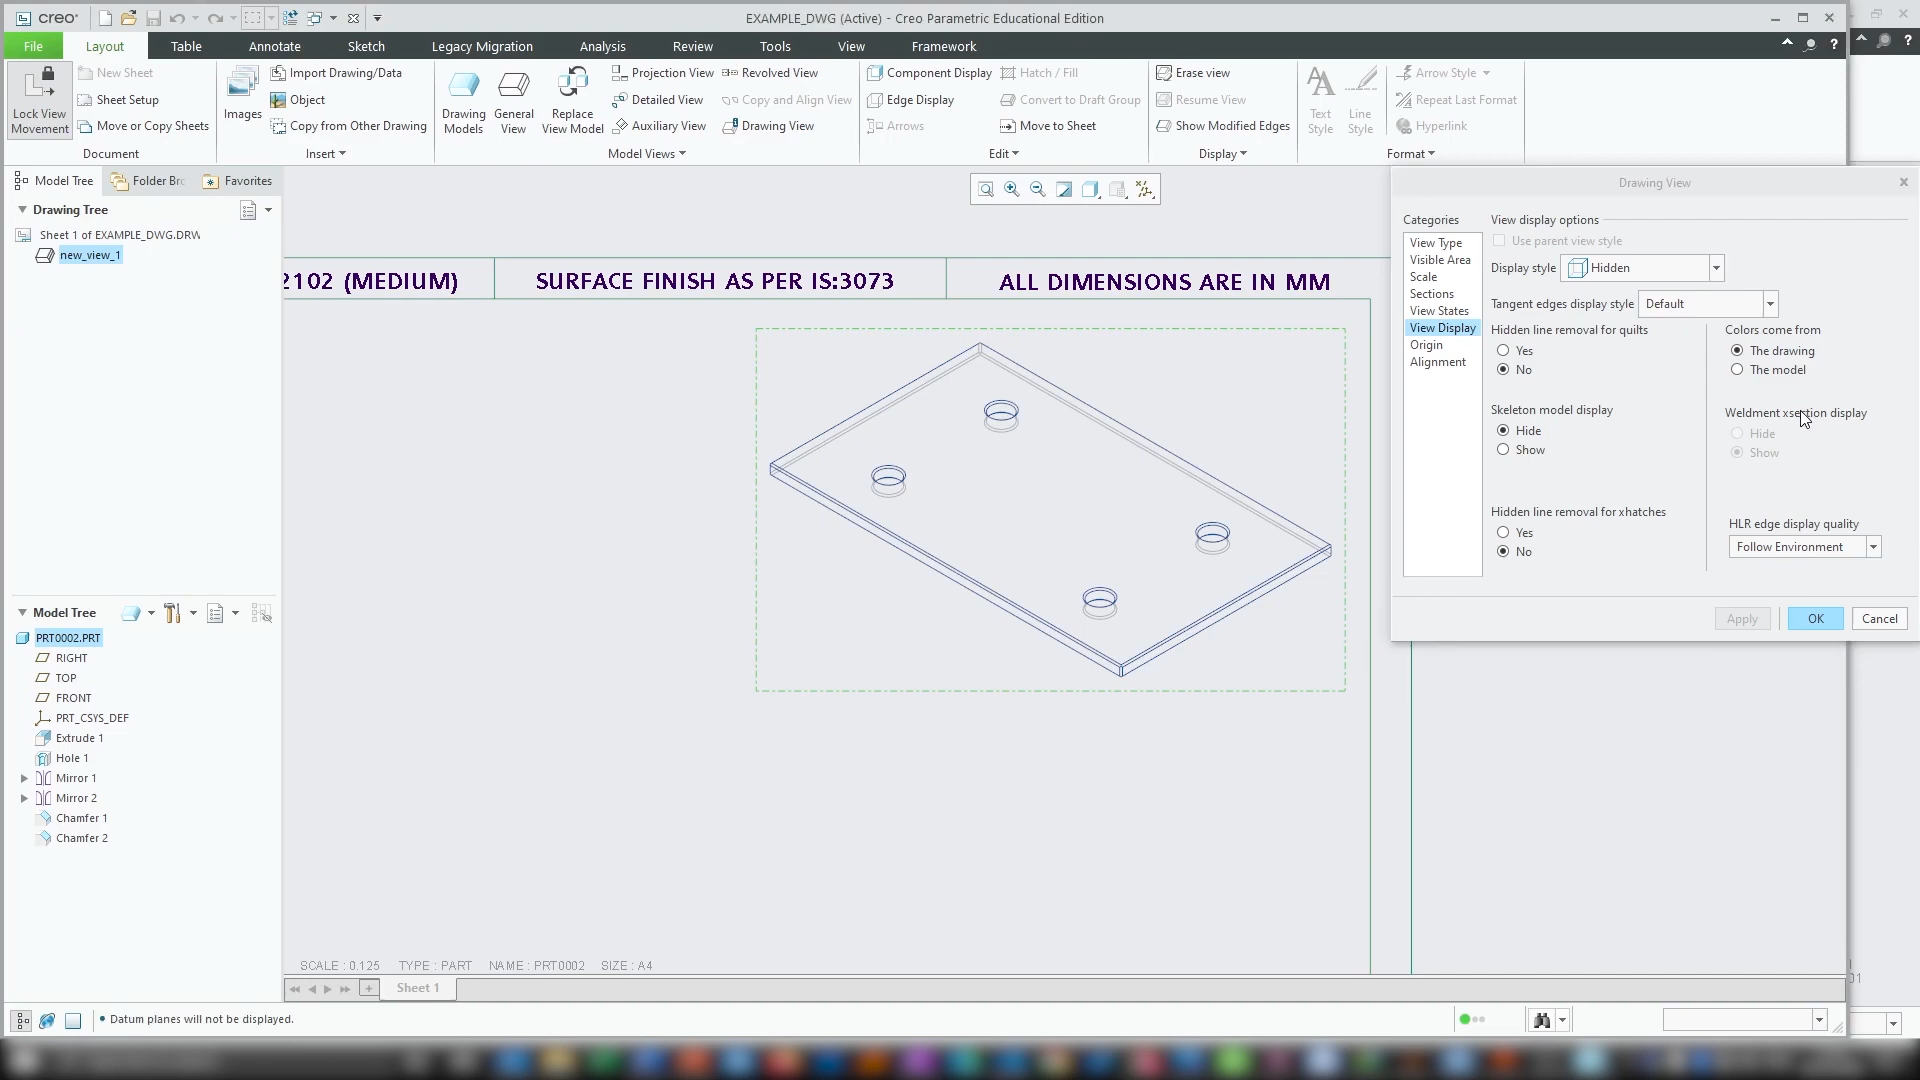 creo
EXAMPLE_DWG (Active) - Creo Parametric Educational Edition
File
Layout
Table
Annotate
Sketch
Legacy Migration
Analysis
Review
Tools
View
Framework
Lock View
Movement
New Sheet
Sheet Setup
Move or Copy Sheets
Document
Images
Import Drawing/Data
Object
Copy from Other Drawing
Insert
Drawing
Models
General
View
Replace
View Model
Projection View
Detailed View
Auxiliary View
Revolved View
Copy and Align View
Drawing View
Model Views
Component Display
Edge Display
Arrows
Hatch / Fill
Convert to Draft Group
Move to Sheet
Edit
Erase view
Resume View
Show Modified Edges
Display
Text
Style
Line
Style
Arrow Style
Repeat Last Format
Hyperlink
Format
Model Tree
Folder Brc
Favorites
Drawing Tree
Sheet 1 of EXAMPLE_DWG.DRW
new_view_1
Model Tree
PRT0002.PRT
RIGHT
TOP
FRONT
PRT_CSYS_DEF
Extrude 1
Hole 1
Mirror 1
Mirror 2
Chamfer 1
Chamfer 2
2102 (MEDIUM)
SURFACE FINISH AS PER IS:3073
ALL DIMENSIONS ARE IN MM
SCALE : 0.125 TYPE : PART NAME : PRT0002 SIZE : A4
Sheet 1
Datum planes will not be displayed.
Drawing View
Categories
View Type
Visible Area
Scale
Sections
View States
View Display
Origin
Alignment
View display options
Use parent view style
Display style
Hidden
Tangent edges display style
Default
Hidden line removal for quilts
Yes
No
Colors come from
The drawing
The model
Skeleton model display
Hide
Show
Weldment xsection display
Hide
Show
Hidden line removal for xhatches
Yes
No
HLR edge display quality
Follow Environment
Apply
OK
Cancel